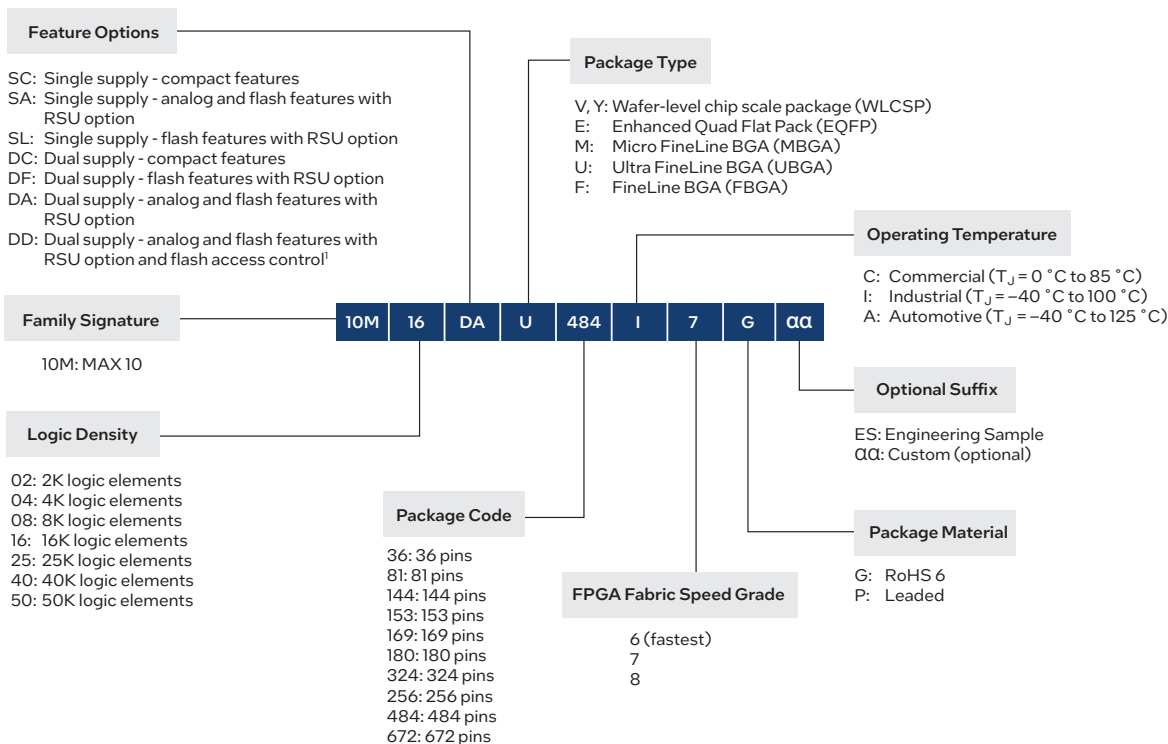 Feature Options
SC: Single supply - compact features
SA: Single supply - analog and flash features with
RSU option
SL: Single supply - flash features with RSU option
DC: Dual supply - compact features
DF: Dual supply - flash features with RSU option
DA: Dual supply - analog and flash features with
RSU option
DD: Dual supply - analog and flash features with
RSU option and flash access control¹
Package Type
V, Y: Wafer-level chip scale package (WLCSP)
E: Enhanced Quad Flat Pack (EQFP)
M: Micro FineLine BGA (MBGA)
U: Ultra FineLine BGA (UBGA)
F: FineLine BGA (FBGA)
Operating Temperature
C: Commercial (TJ = 0 °C to 85 °C)
I: Industrial (TJ = –40 °C to 100 °C)
A: Automotive (TJ = –40 °C to 125 °C)
Family Signature
10M: MAX 10
10M 16 DA U 484 I 7 G αα
Optional Suffix
ES: Engineering Sample
αα: Custom (optional)
Logic Density
02: 2K logic elements
04: 4K logic elements
08: 8K logic elements
16: 16K logic elements
25: 25K logic elements
40: 40K logic elements
50: 50K logic elements
Package Code
36: 36 pins
81: 81 pins
144: 144 pins
153: 153 pins
169: 169 pins
180: 180 pins
324: 324 pins
256: 256 pins
484: 484 pins
672: 672 pins
FPGA Fabric Speed Grade
6 (fastest)
7
8
Package Material
G: RoHS 6
P: Leaded